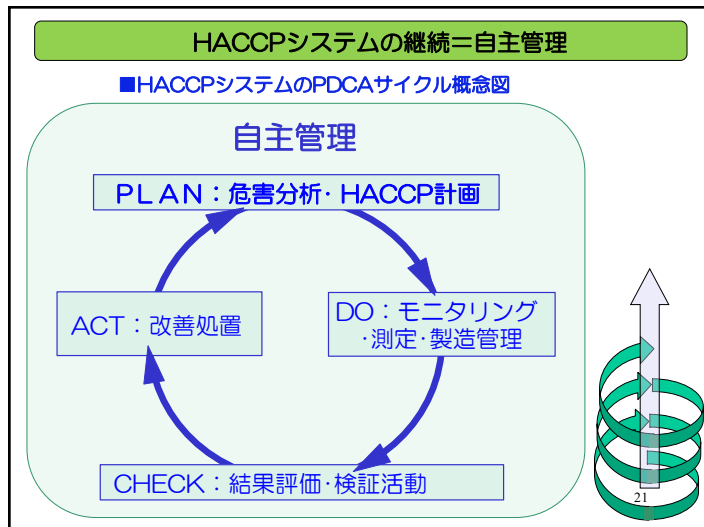 HACCPシステムの継続＝自主管理
■HACCPシステムのPDCAサイクル概念図
自主管理
PLAN：危害分析・HACCP計画
ACT：改善処置
DO：モニタリング
・測定・製造管理
CHECK：結果評価・検証活動
21